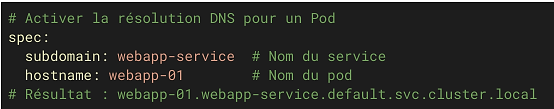 # Activer la résolution DNS pour un Pod
spec:
  subdomain: webapp-service  # Nom du service
  hostname: webapp-01        # Nom du pod
# Résultat : webapp-01.webapp-service.default.svc.cluster.local